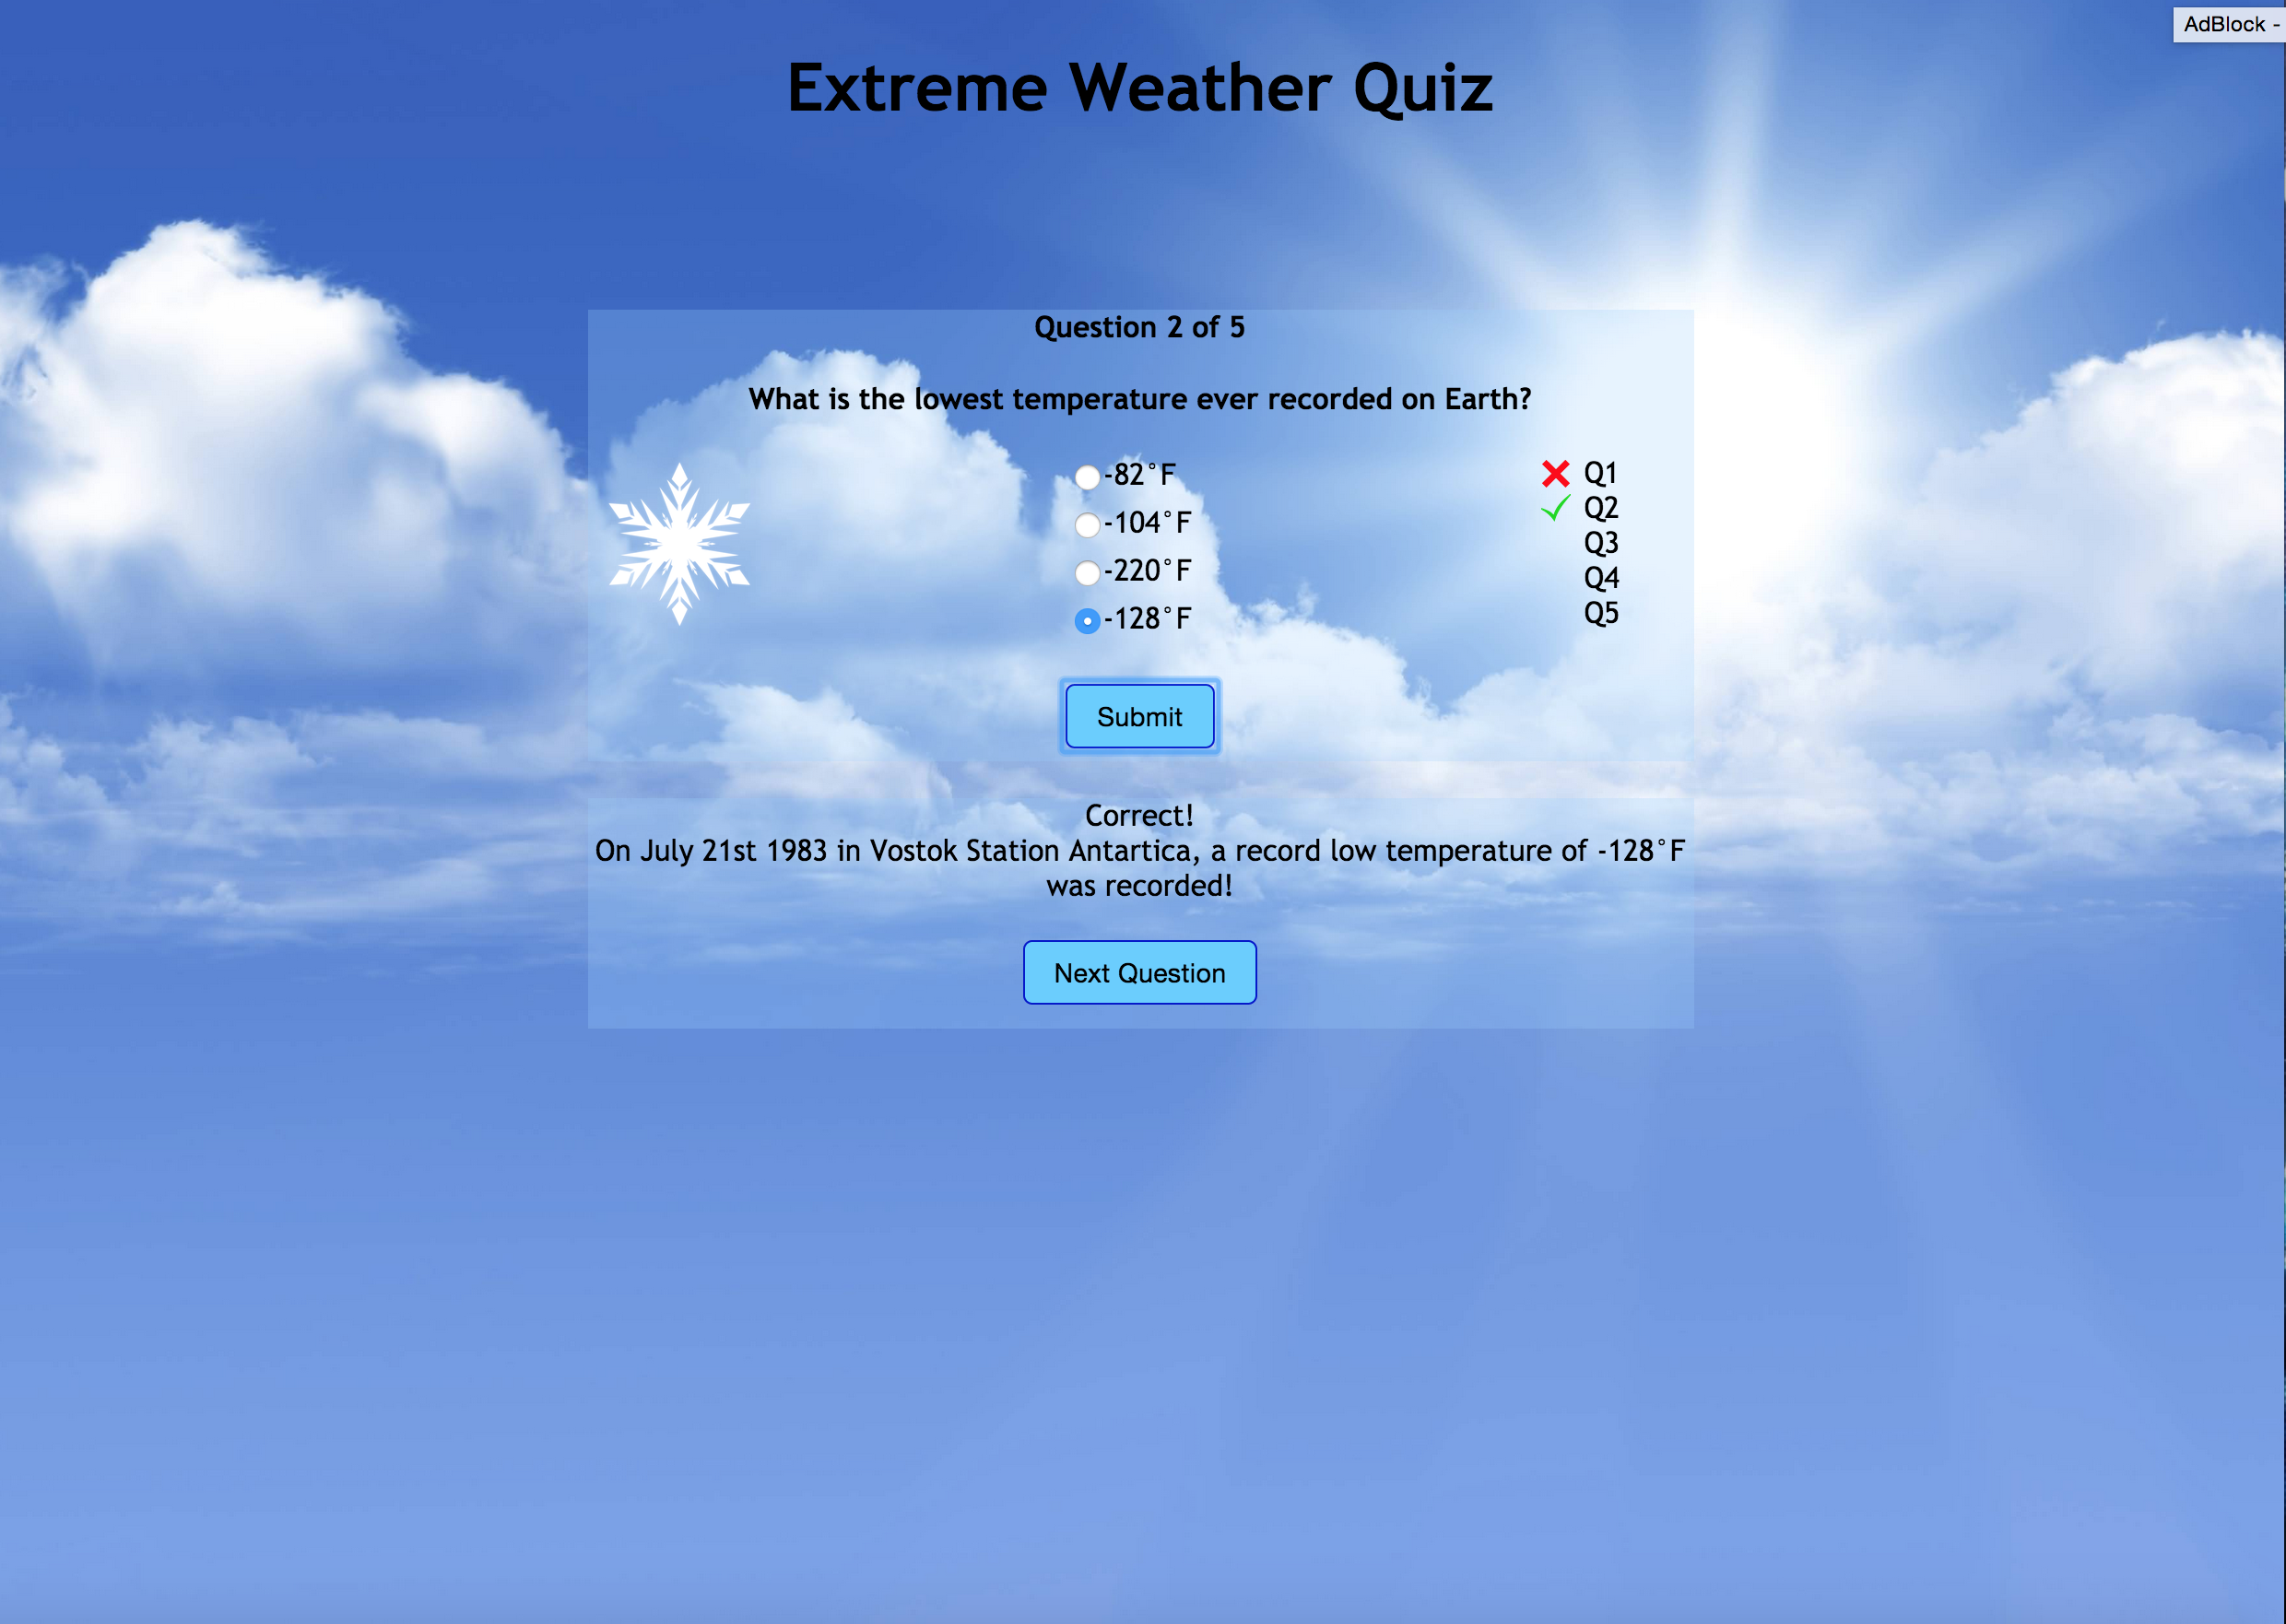 AdBlock -
Extreme Weather Quiz
Question 2 of 5
What is the lowest temperature ever recorded on Earth?
-82°F
-104°F
-220°F
-128°F
Q1
Q2
Q3
Q4
Q5
Submit
Correct!
On July 21st 1983 in Vostok Station Antartica, a record low temperature of -128°F
was recorded!
Next Question